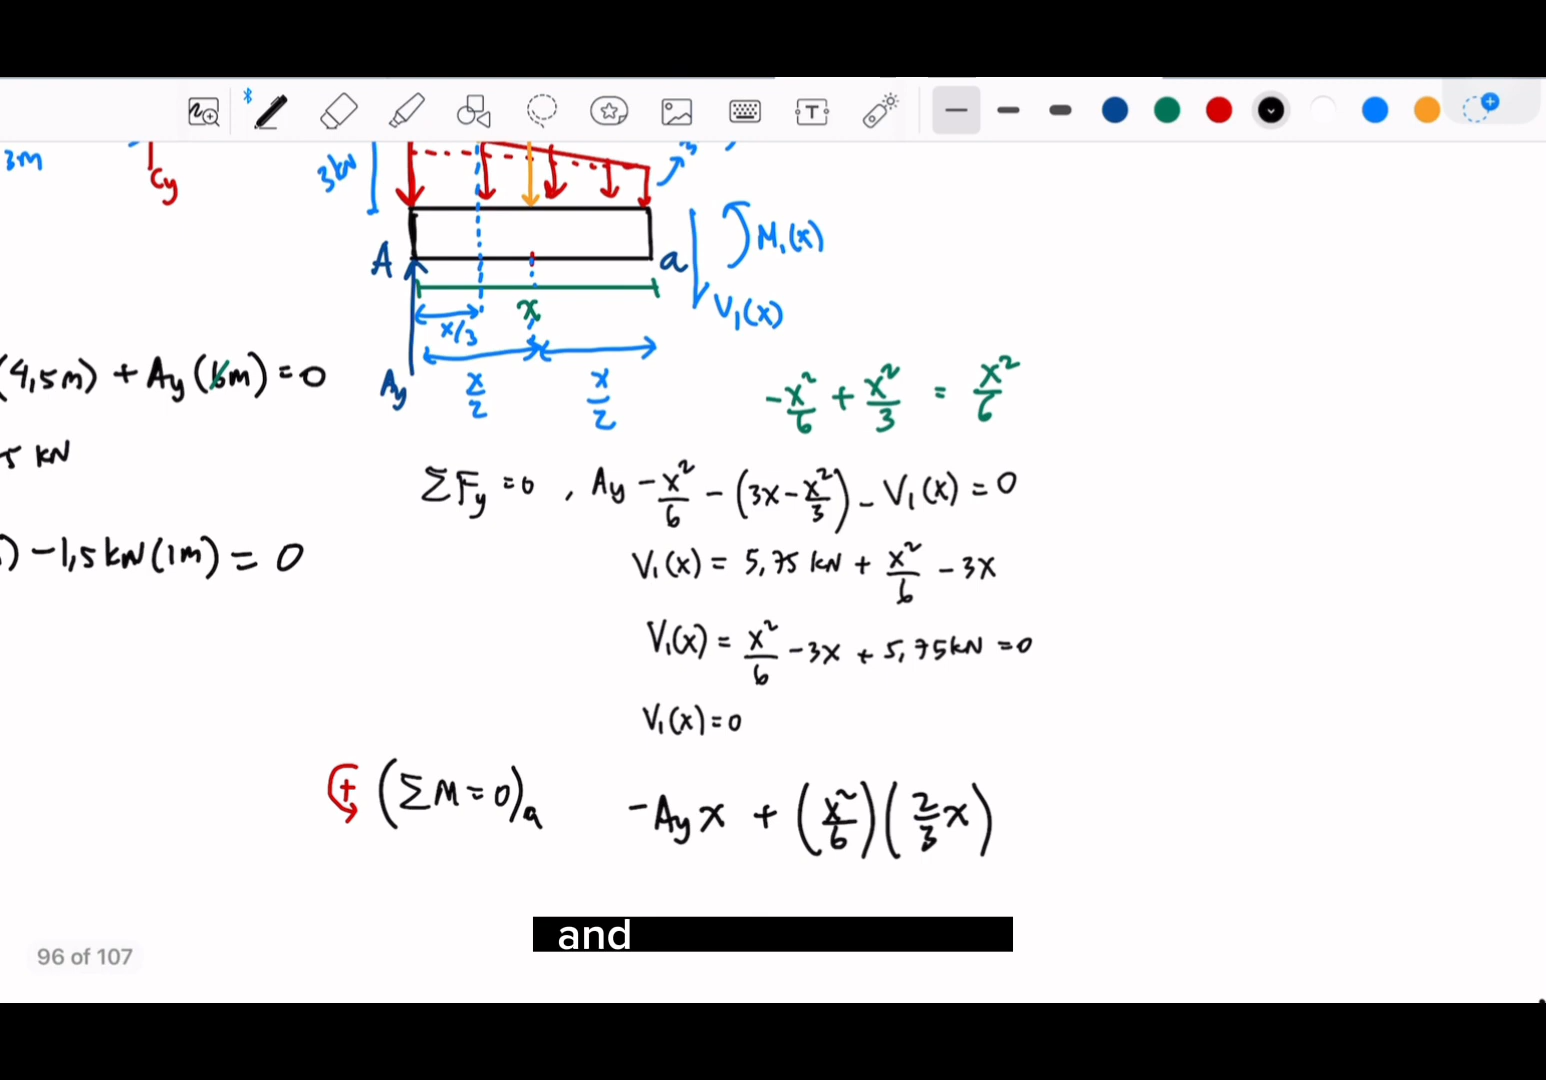 3m
Cy
3kN
A
a
M₁(x)
V₁(x)
x
x/3
Ay
x/2
x/2
(4,5m) + Ay (6m) = 0
-x²/6 + x²/3 = x²/6
5 kN
ΣFy = 0 , Ay - x²/6 - (3x - x²/3) - V₁(x) = 0
) - 1,5 kN (1m) = 0
V₁(x) = 5,75 kN + x²/6 - 3x
V₁(x) = x²/6 - 3x + 5,75 kN = 0
V₁(x) = 0
+ (ΣM = 0)a - Ay x + (x²/6)(2/3 x)
and
96 of 107